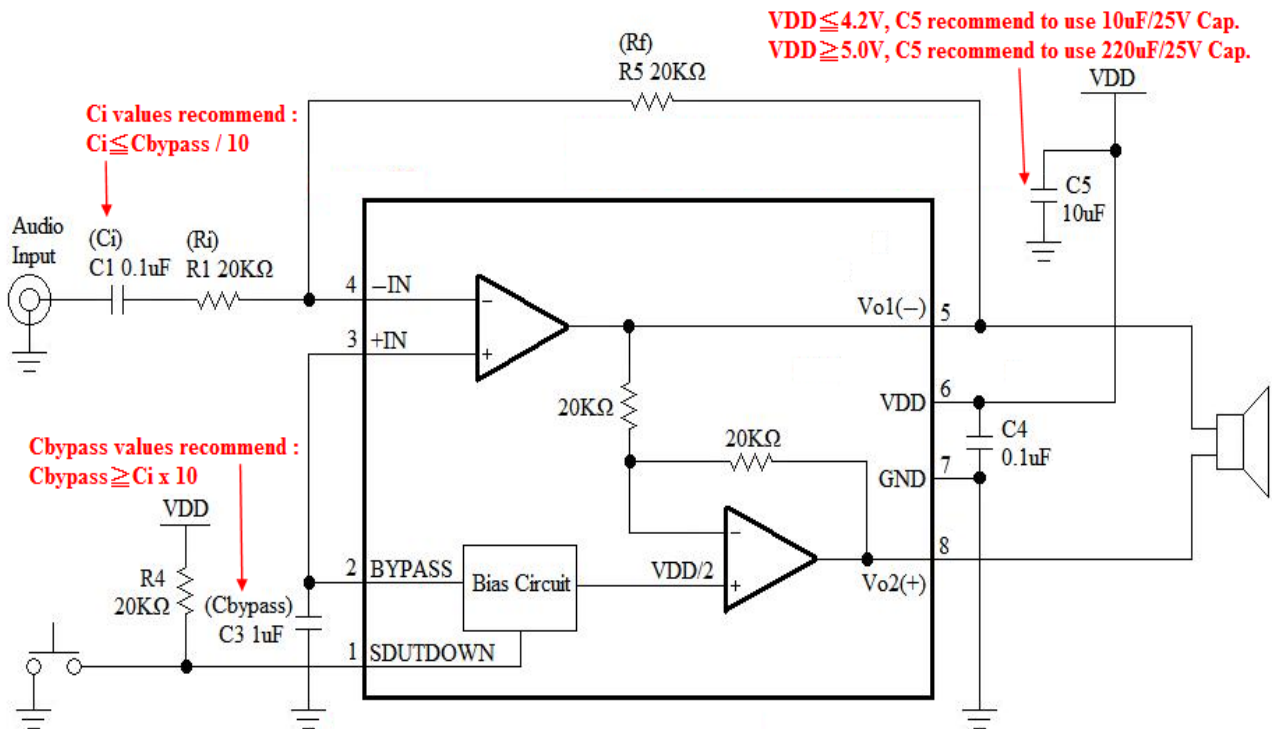 VDD≦4.2V, C5 recommend to use 10uF/25V Cap.
VDD≧5.0V, C5 recommend to use 220uF/25V Cap.
(Rf)
R5 20KΩ
VDD
Ci values recommend :
Ci≦Cbypass / 10
C5
10uF
Audio
Input
(Ci)
C1 0.1uF
(Ri)
R1 20KΩ
4
−IN
−
Vo1(−)
5
3
+IN
+
20KΩ
VDD
6
20KΩ
C4
0.1uF
Cbypass values recommend :
Cbypass≧Ci x 10
GND
7
VDD
−
R4
20KΩ
2
BYPASS
Bias Circuit
VDD/2
+
8
Vo2(+)
(Cbypass)
C3 1uF
1
SDUTDOWN